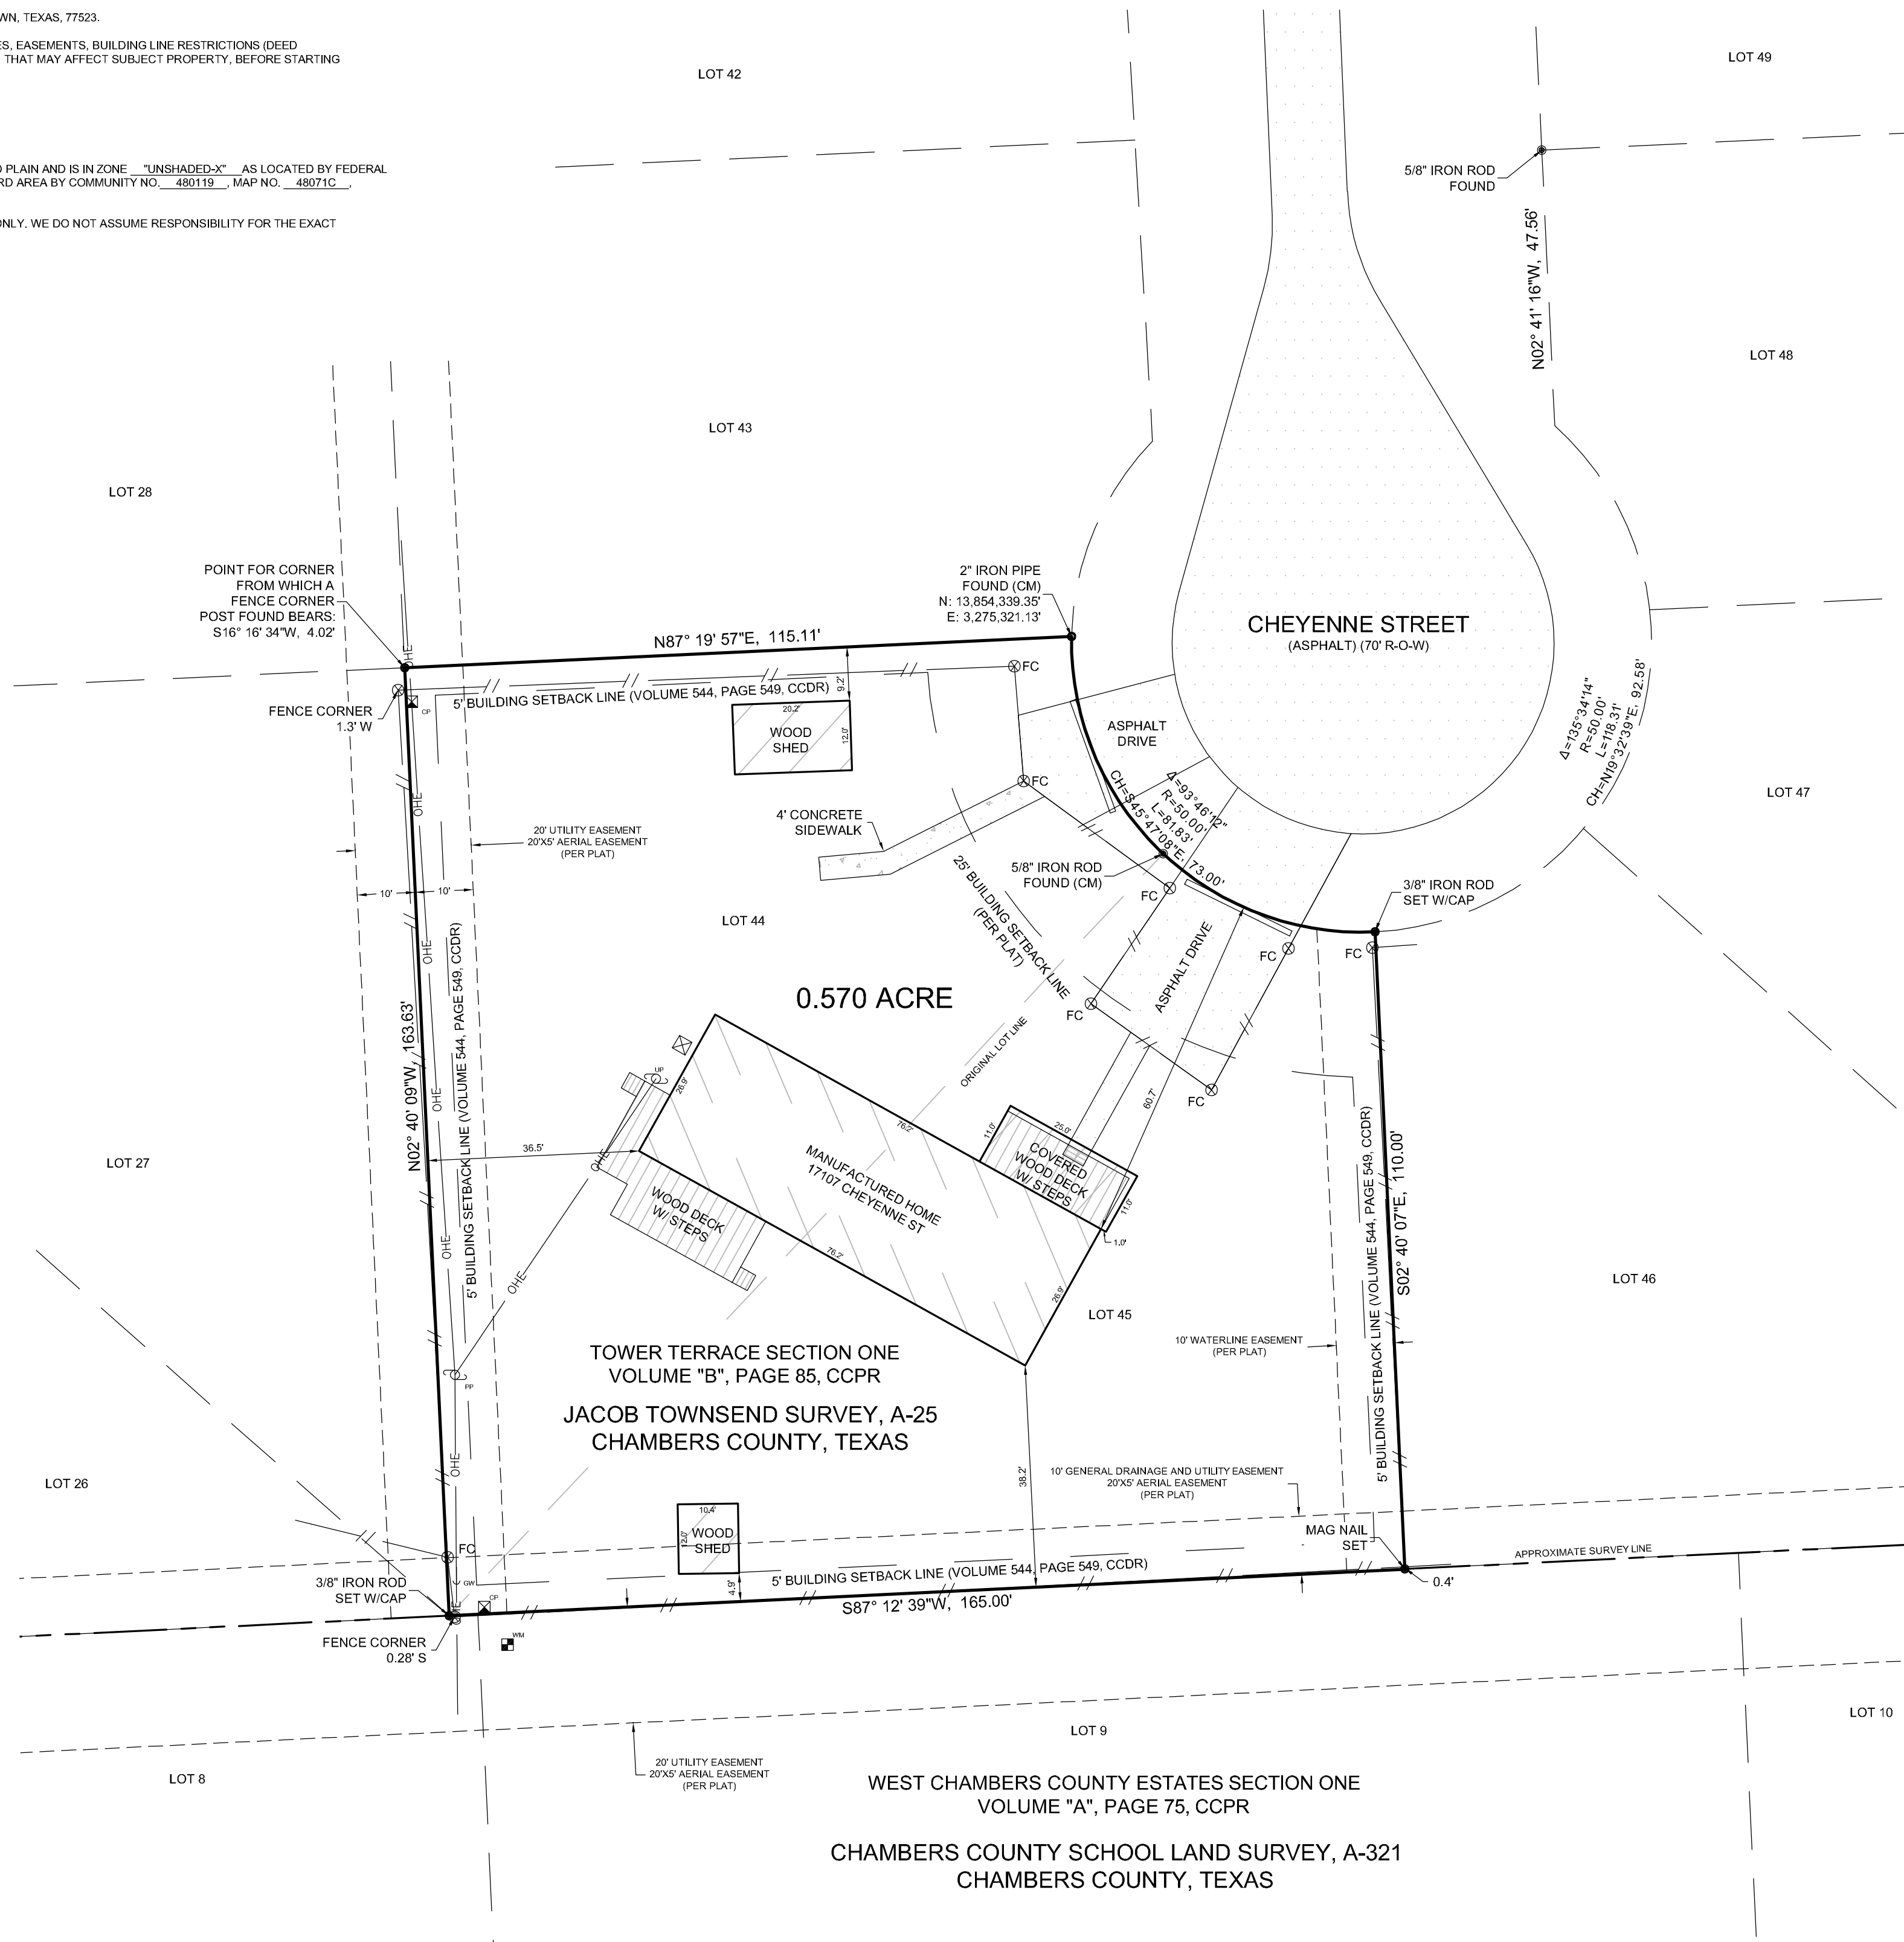 WN, TEXAS, 77523.
ES, EASEMENTS, BUILDING LINE RESTRICTIONS (DEED
THAT MAY AFFECT SUBJECT PROPERTY, BEFORE STARTING
PLAIN AND IS IN ZONE "UNSHADED-X" AS LOCATED BY FEDERAL
RD AREA BY COMMUNITY NO. 480119 , MAP NO. 48071C ,
ONLY. WE DO NOT ASSUME RESPONSIBILITY FOR THE EXACT
LOT 42
LOT 49
5/8" IRON ROD
FOUND
N02° 41' 16"W, 47.56'
LOT 48
LOT 43
LOT 28
POINT FOR CORNER
FROM WHICH A
FENCE CORNER
POST FOUND BEARS:
S16° 16' 34"W, 4.02'
2" IRON PIPE
FOUND (CM)
N: 13,854,339.35'
E: 3,275,321.13'
CHEYENNE STREET
(ASPHALT) (70' R-O-W)
N87° 19' 57"E, 115.11'
OHE
FC
FENCE CORNER
1.3' W
CP
5' BUILDING SETBACK LINE (VOLUME 544, PAGE 549, CCDR)
9.2'
20.2'
WOOD
SHED
12.0'
ASPHALT
DRIVE
Δ=135°34'14"
R=50.00'
L=118.31'
CH=N19°32'39"E, 92.58'
FC
OHE
LOT 47
4' CONCRETE
SIDEWALK
20' UTILITY EASEMENT
20'X5' AERIAL EASEMENT
(PER PLAT)
Δ=93°46'12"
R=50.00'
L=81.83'
CH=S45°47'08"E, 73.00'
5/8" IRON ROD
FOUND (CM)
FC
3/8" IRON ROD
SET W/CAP
10'
10'
25' BUILDING SETBACK LINE
(PER PLAT)
LOT 44
OHE
FC
FC
ASPHALT DRIVE
0.570 ACRE
FC
N02° 40' 09"W, 163.63'
5' BUILDING SETBACK LINE (VOLUME 544, PAGE 549, CCDR)
ORIGINAL LOT LINE
UP
26.9'
OHE
60.7'
FC
76.2'
11.0'
25.0'
COVERED
WOOD DECK
W/ STEPS
11.0'
1.0'
36.5'
OHE
LOT 27
MANUFACTURED HOME
17107 CHEYENNE ST
WOOD DECK
W/ STEPS
76.2'
26.9'
OHE
OHE
5' BUILDING SETBACK LINE (VOLUME 544, PAGE 549, CCDR)
S02° 40' 07"E, 110.00'
LOT 46
LOT 45
10' WATERLINE EASEMENT
(PER PLAT)
TOWER TERRACE SECTION ONE
VOLUME "B", PAGE 85, CCPR
PP
JACOB TOWNSEND SURVEY, A-25
CHAMBERS COUNTY, TEXAS
OHE
38.2'
10' GENERAL DRAINAGE AND UTILITY EASEMENT
20'X5' AERIAL EASEMENT
(PER PLAT)
LOT 26
10.4'
12.0'
WOOD
SHED
MAG NAIL
SET
APPROXIMATE SURVEY LINE
FC
3/8" IRON ROD
SET W/CAP
GW
CP
OHE
4.9'
5' BUILDING SETBACK LINE (VOLUME 544, PAGE 549, CCDR)
0.4'
S87° 12' 39"W, 165.00'
FENCE CORNER
0.28' S
WM
LOT 10
LOT 9
LOT 8
20' UTILITY EASEMENT
20'X5' AERIAL EASEMENT
(PER PLAT)
WEST CHAMBERS COUNTY ESTATES SECTION ONE
VOLUME "A", PAGE 75, CCPR
CHAMBERS COUNTY SCHOOL LAND SURVEY, A-321
CHAMBERS COUNTY, TEXAS